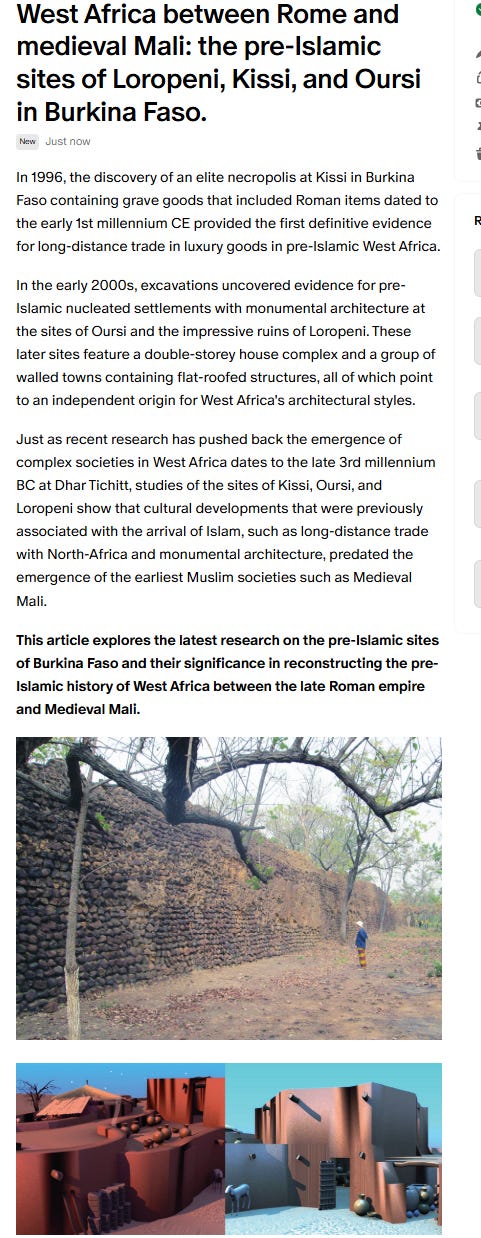 West Africa between Rome and
medieval Mali: the pre-Islamic
sites of Loropeni, Kissi, and Oursi
in Burkina Faso.
New Just now
In 1996, the discovery of an elite necropolis at Kissi in Burkina
Faso containing grave goods that included Roman items dated to
the early 1st millennium CE provided the first definitive evidence
for long-distance trade in luxury goods in pre-Islamic West Africa.
In the early 2000s, excavations uncovered evidence for pre-
Islamic nucleated settlements with monumental architecture at
the sites of Oursi and the impressive ruins of Loropeni. These
later sites feature a double-storey house complex and a group of
walled towns containing flat-roofed structures, all of which point
to an independent origin for West Africa's architectural styles.
Just as recent research has pushed back the emergence of
complex societies in West Africa dates to the late 3rd millennium
BC at Dhar Tichitt, studies of the sites of Kissi, Oursi, and
Loropeni show that cultural developments that were previously
associated with the arrival of Islam, such as long-distance trade
with North-Africa and monumental architecture, predated the
emergence of the earliest Muslim societies such as Medieval
Mali.
This article explores the latest research on the pre-Islamic sites
of Burkina Faso and their significance in reconstructing the pre-
Islamic history of West Africa between the late Roman empire
and Medieval Mali.